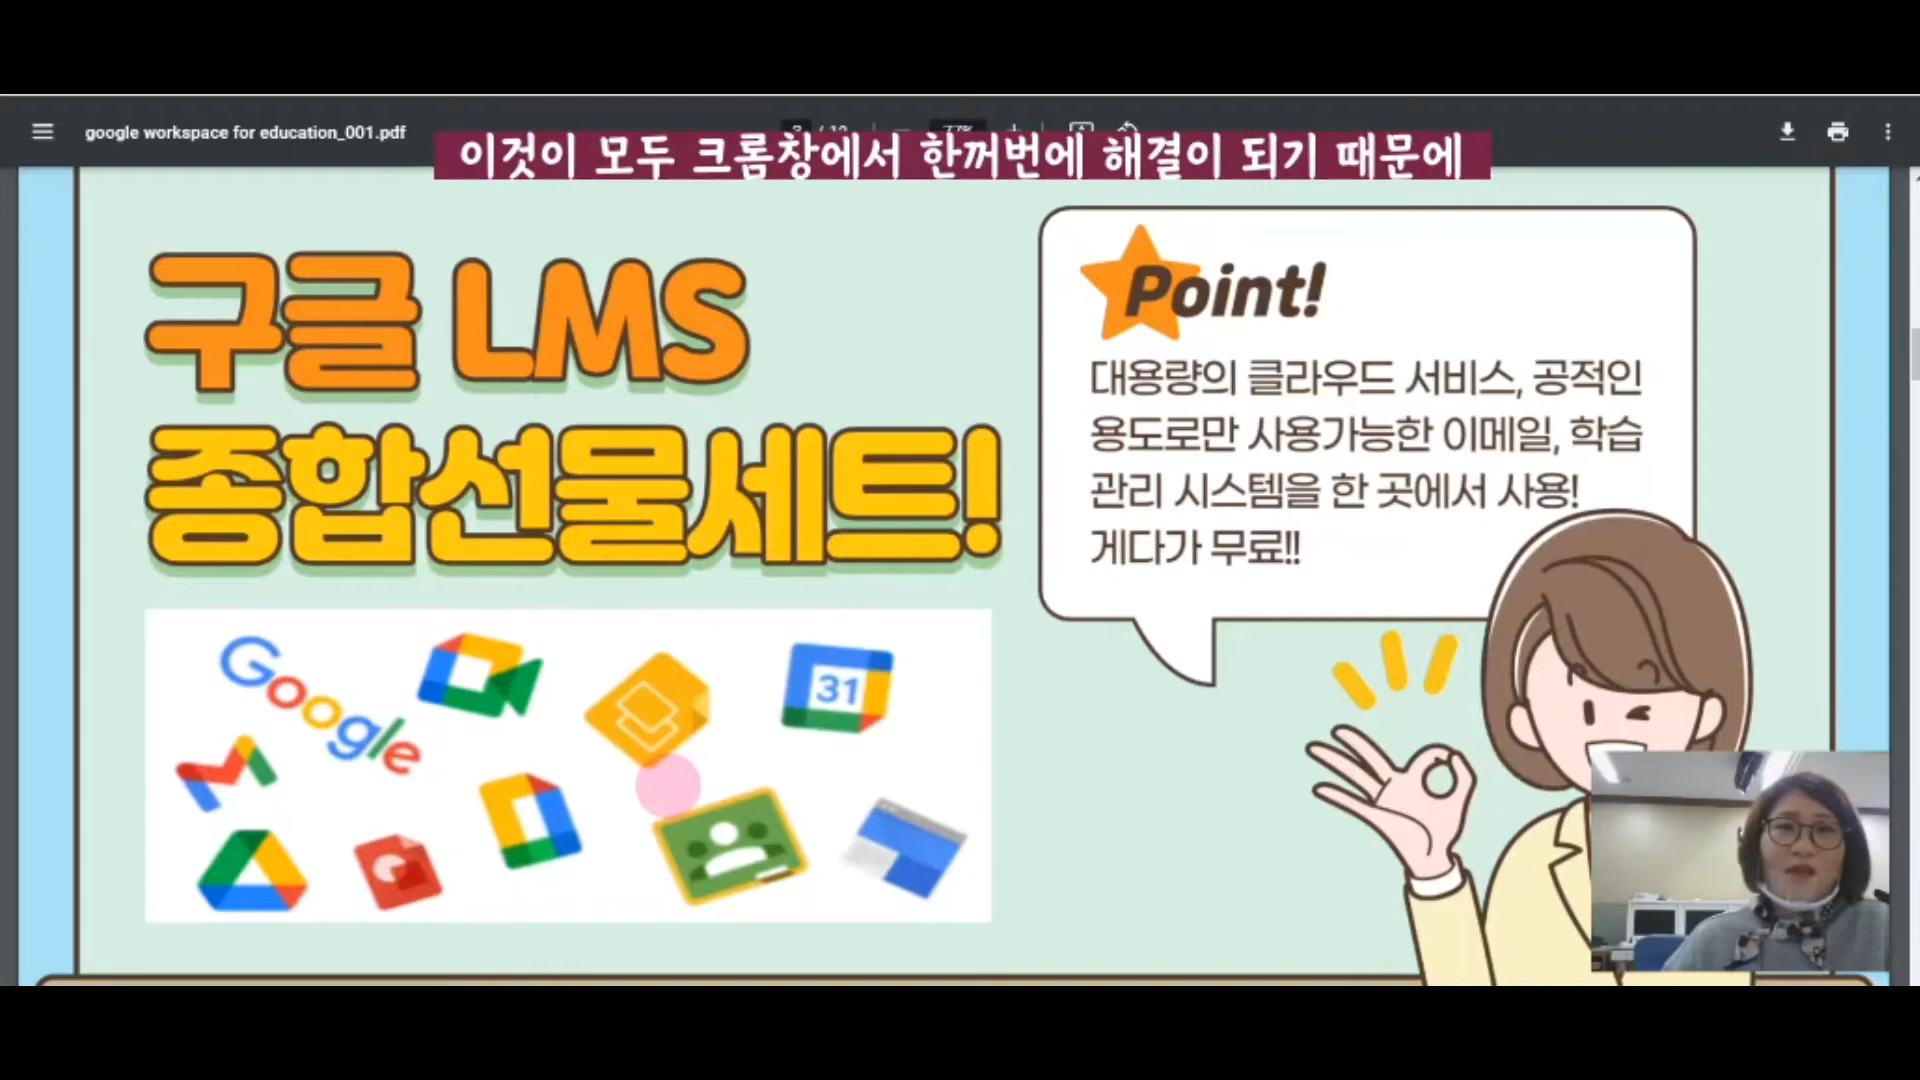 google workspace for education_001.pdf
이것이 모두 크롬창에서 한꺼번에 해결이 되기 때문에
구글 LMS
종합선물세트!
Point!
대용량의 클라우드 서비스, 공적인
용도로만 사용가능한 이메일, 학습
관리 시스템을 한 곳에서 사용!
게다가 무료!!
Google
31